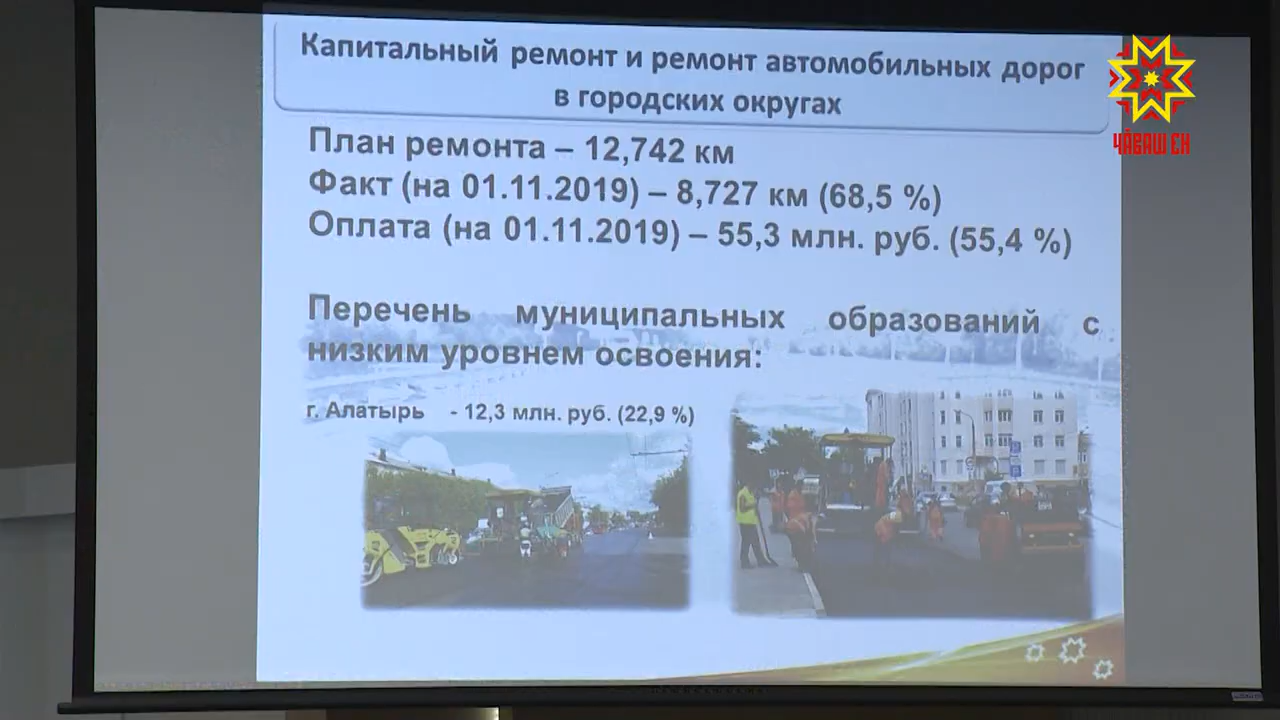 Капитальный ремонт и ремонт автомобильных дорог
в городских округах
ЧӐВАШ ЕН
План ремонта – 12,742 км
Факт (на 01.11.2019) – 8,727 км (68,5 %)
Оплата (на 01.11.2019) – 55,3 млн. руб. (55,4 %)
Перечень муниципальных образований с
низким уровнем освоения:
г. Алатырь - 12,3 млн. руб. (22,9 %)